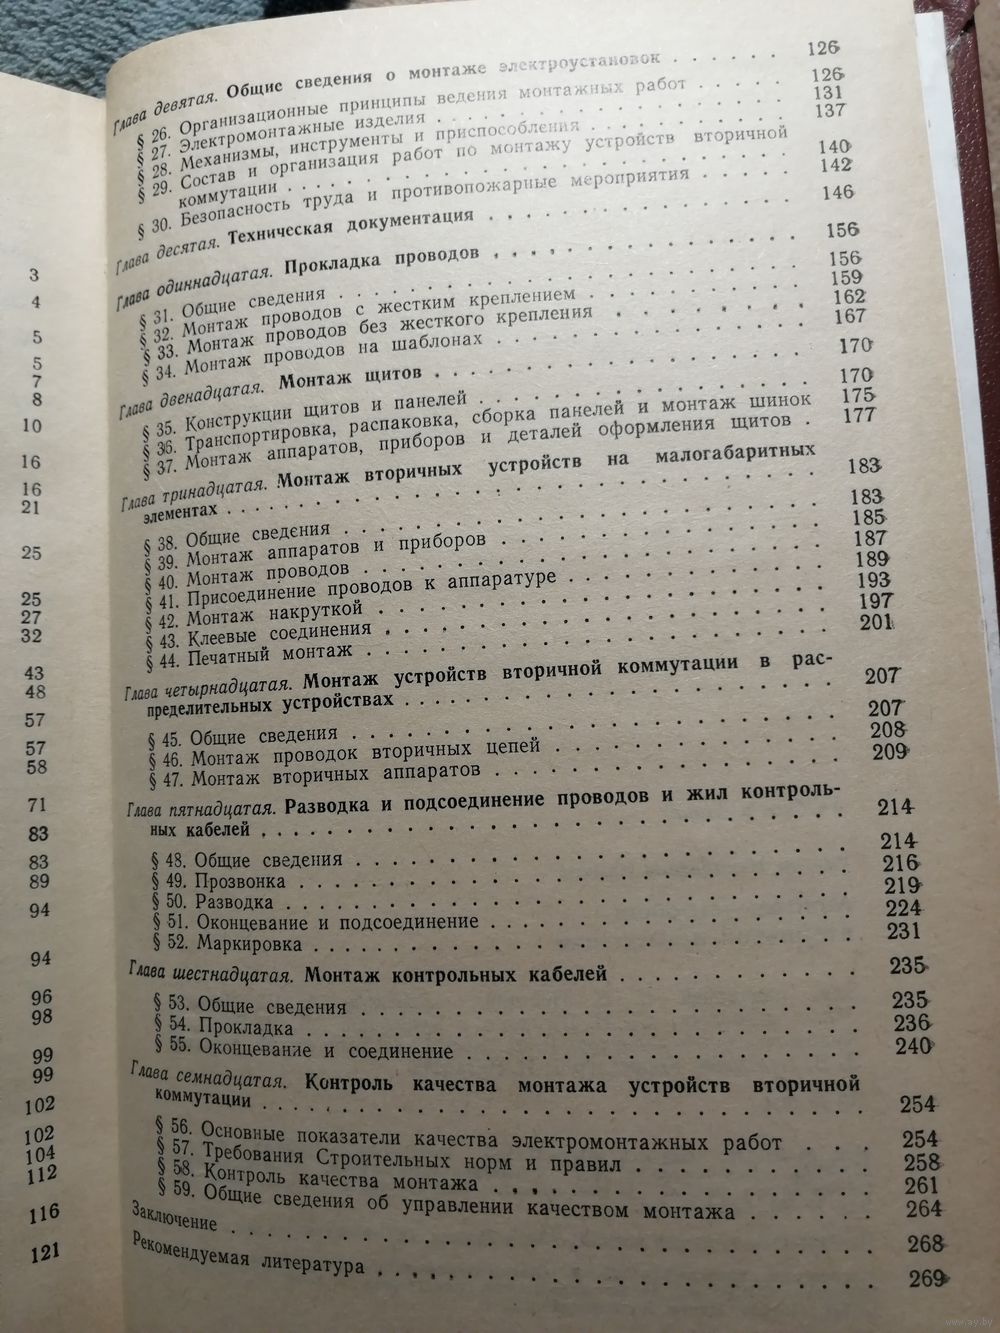 3
4
5
5
7
8
10
16
16
21
25
25
27
32
43
48
57
57
58
71
83
83
89
94
94
96
98
99
99
102
102
104
112
116
121
Глава девятая. Общие сведения о монтаже электроустановок . . . . . . 126
§ 26. Организационные принципы ведения монтажных работ . . . . 126
§ 27. Электромонтажные изделия . . . . . . . . . . 131
§ 28. Механизмы, инструменты и приспособления . . . . . . . 137
§ 29. Состав и организация работ по монтажу устройств вторичной
коммутации . . . . . . . . . . . . . . . 140
§ 30. Безопасность труда и противопожарные мероприятия . . . . . 142
Глава десятая. Техническая документация . . . . . . . . . . 146
Глава одиннадцатая. Прокладка проводов . . . . . . . . . . 156
§ 31. Общие сведения . . . . . . . . . . . . . . 156
§ 32. Монтаж проводов с жестким креплением . . . . . . . 159
§ 33. Монтаж проводов без жесткого крепления . . . . . . 162
§ 34. Монтаж проводов на шаблонах . . . . . . . . . . 167
Глава двенадцатая. Монтаж щитов . . . . . . . . . . . . 170
§ 35. Конструкции щитов и панелей . . . . . . . . . . 170
§ 36. Транспортировка, распаковка, сборка панелей и монтаж шинок 175
§ 37. Монтаж аппаратов, приборов и деталей оформления щитов . 177
Глава тринадцатая. Монтаж вторичных устройств на малогабаритных
элементах . . . . . . . . . . . . . . . . . . 183
§ 38. Общие сведения . . . . . . . . . . . . . . 183
§ 39. Монтаж аппаратов и приборов . . . . . . . . . . 185
§ 40. Монтаж проводов . . . . . . . . . . . . . . 187
§ 41. Присоединение проводов к аппаратуре . . . . . . . . 189
§ 42. Монтаж накруткой . . . . . . . . . . . . . 193
§ 43. Клеевые соединения . . . . . . . . . . . . . 197
§ 44. Печатный монтаж . . . . . . . . . . . . . . 201
Глава четырнадцатая. Монтаж устройств вторичной коммутации в рас-
пределительных устройствах . . . . . . . . . . . . . 207
§ 45. Общие сведения . . . . . . . . . . . . . . 207
§ 46. Монтаж проводок вторичных цепей . . . . . . . . . 208
§ 47. Монтаж вторичных аппаратов . . . . . . . . . . 209
Глава пятнадцатая. Разводка и подсоединение проводов и жил контроль-
ных кабелей . . . . . . . . . . . . . . . . . 214
§ 48. Общие сведения . . . . . . . . . . . . . . 214
§ 49. Прозвонка . . . . . . . . . . . . . . . . 216
§ 50. Разводка . . . . . . . . . . . . . . . . 219
§ 51. Оконцевание и подсоединение . . . . . . . . . . 224
§ 52. Маркировка . . . . . . . . . . . . . . . 231
Глава шестнадцатая. Монтаж контрольных кабелей . . . . . . . 235
§ 53. Общие сведения . . . . . . . . . . . . . . 235
§ 54. Прокладка . . . . . . . . . . . . . . . . 236
§ 55. Оконцевание и соединение . . . . . . . . . . . 240
Глава семнадцатая. Контроль качества монтажа устройств вторичной
коммутации . . . . . . . . . . . . . . . . . 254
§ 56. Основные показатели качества электромонтажных работ . . . 254
§ 57. Требования Строительных норм и правил . . . . . . . 258
§ 58. Контроль качества монтажа . . . . . . . . . . . 261
§ 59. Общие сведения об управлении качеством монтажа . . . . . 264
Заключение . . . . . . . . . . . . . . . . . . 268
Рекомендуемая литература . . . . . . . . . . . . . . 269
www.ay.by